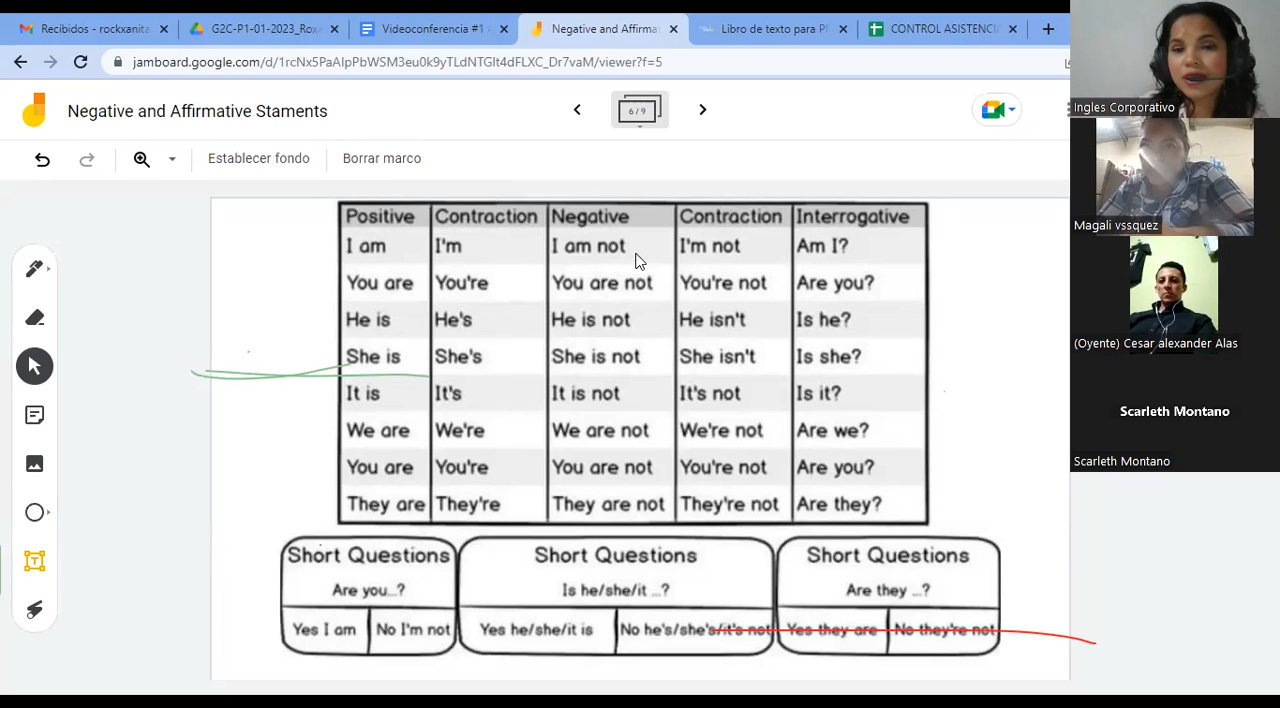 Recibidos - rockxanita
G2C-P1-01-2023_Rox
Videoconferencia #1
Negative and Affirma
Libro de texto para
CONTROL ASISTENCI
jamboard.google.com/d/1rcNx5PaAIpPbWSM3eu0k9yTLdNTGlt4dFLXC_Dr7vaM/viewer?f=5
Negative and Affirmative Staments
6 / 9
Establecer fondo
Borrar marco
Positive Contraction Negative Contraction Interrogative
I am I'm I am not I'm not Am I?
You are You're You are not You're not Are you?
He is He's He is not He isn't Is he?
She is She's She is not She isn't Is she?
It is It's It is not It's not Is it?
We are We're We are not We're not Are we?
You are You're You are not You're not Are you?
They are They're They are not They're not Are they?
Short Questions Short Questions Short Questions
Are you...? Is he/she/it ...? Are they ...?
Yes I am No I'm not Yes he/she/it is No he's/she's/it's not Yes they are No they're not
Ingles Corporativo
Magali vssquez
(Oyente) Cesar alexander Alas
Scarleth Montano
Scarleth Montano